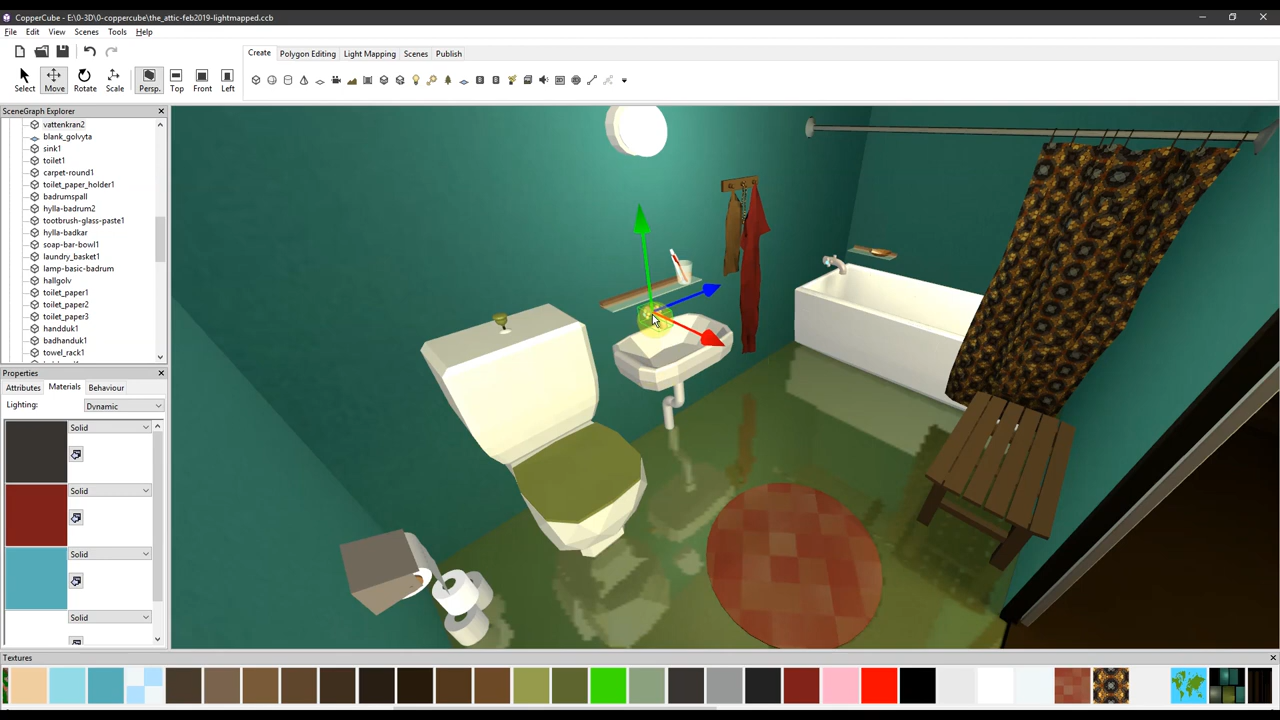 CopperCube - E:\0-3D\0-coppercube\the_attic-feb2019-lightmapped.ccb
File Edit View Scenes Tools Help
Create Polygon Editing Light Mapping Scenes Publish
Select Move Rotate Scale Persp. Top Front Left
SceneGraph Explorer
vattenkran2
blank_golvyta
sink1
toilet1
carpet-round1
toilet_paper_holder1
badrumspall
hylla-badrum2
tootbrush-glass-paste1
hylla-badkar
soap-bar-bowl1
laundry_basket1
lamp-basic-badrum
hallgolv
toilet_paper1
toilet_paper2
toilet_paper3
handduk1
badhanduk1
towel_rack1
Properties
Attributes Materials Behaviour
Lighting: Dynamic
Solid
Solid
Solid
Solid
Textures